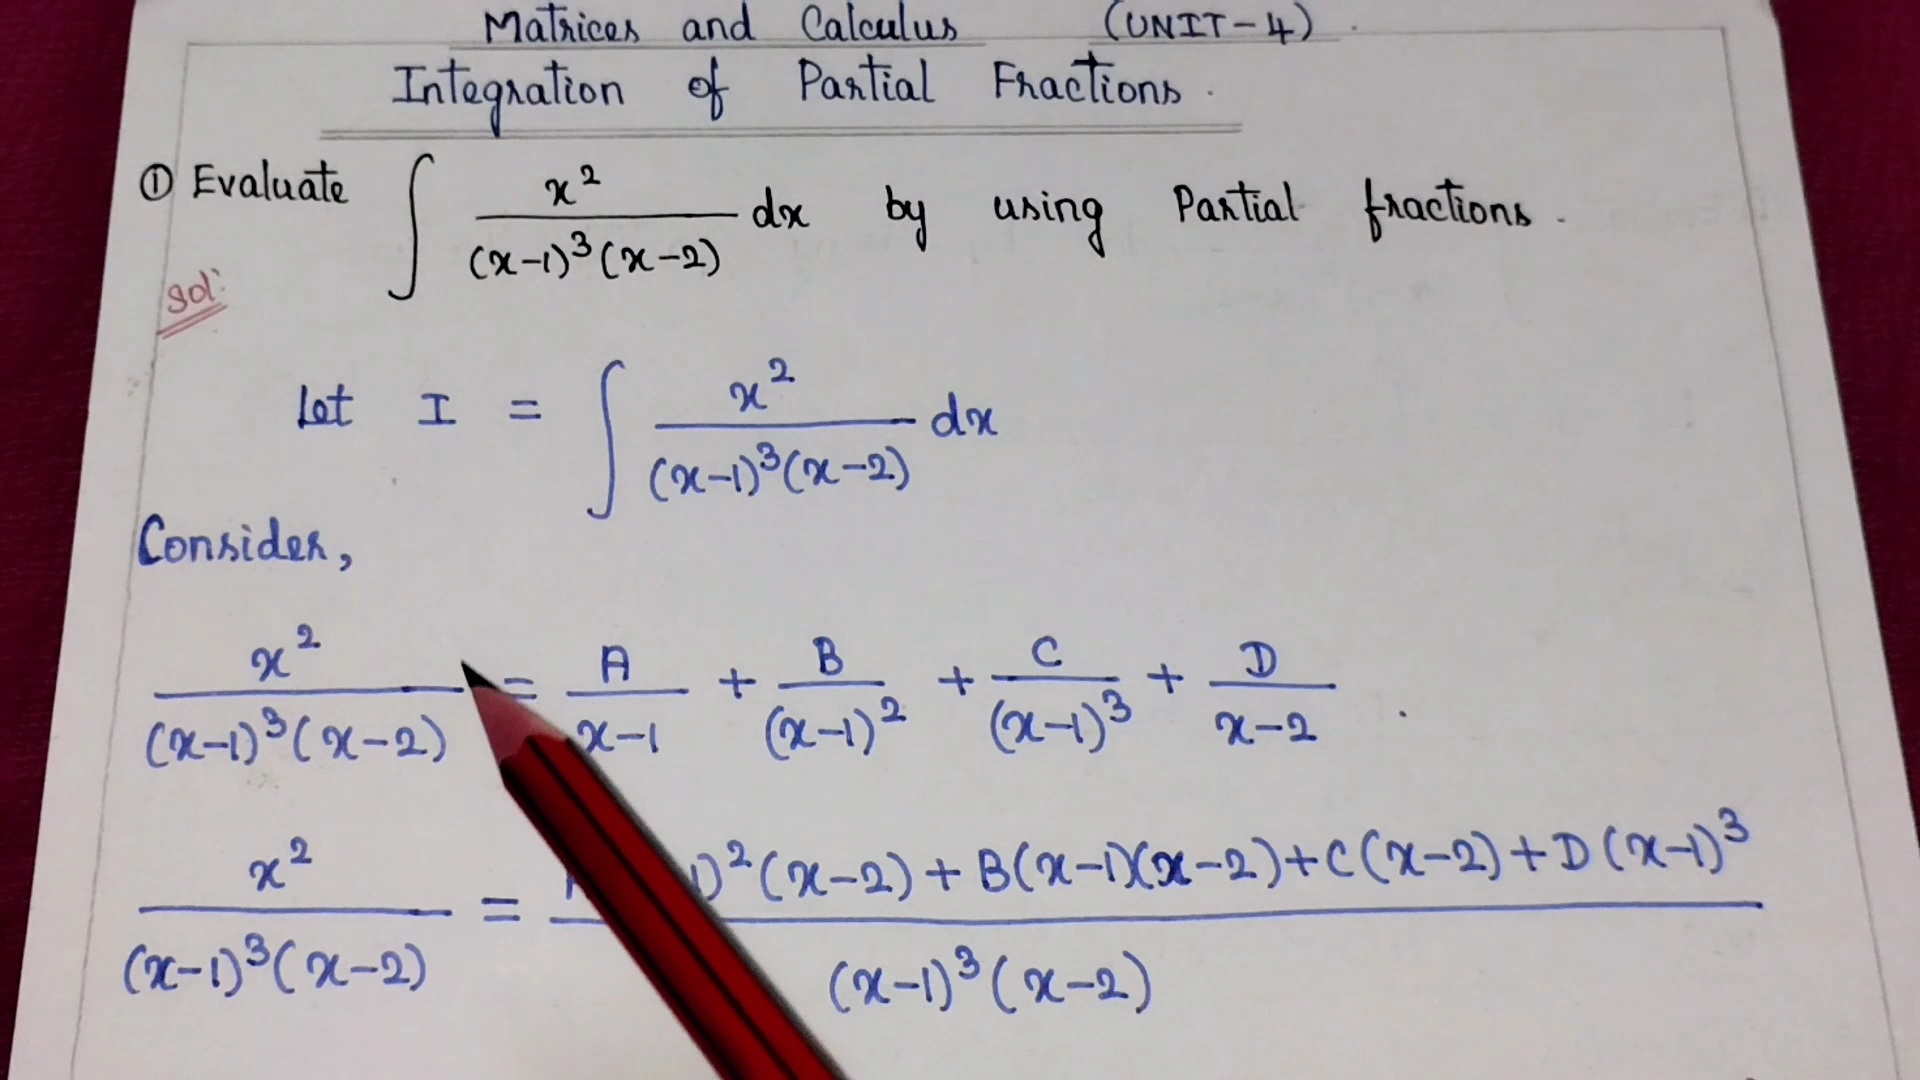 Matrices and Calculus (UNIT-4).
Integration of Partial Fractions.
① Evaluate ∫ x²/((x-1)³(x-2)) dx by using Partial fractions.
Sol:
Let I = ∫ x²/((x-1)³(x-2)) dx
Consider,
x²/((x-1)³(x-2)) = A/(x-1) + B/(x-1)² + C/(x-1)³ + D/(x-2).
x²/((x-1)³(x-2)) = 1)²(x-2)+B(x-1)(x-2)+C(x-2)+D(x-1)³/((x-1)³(x-2))